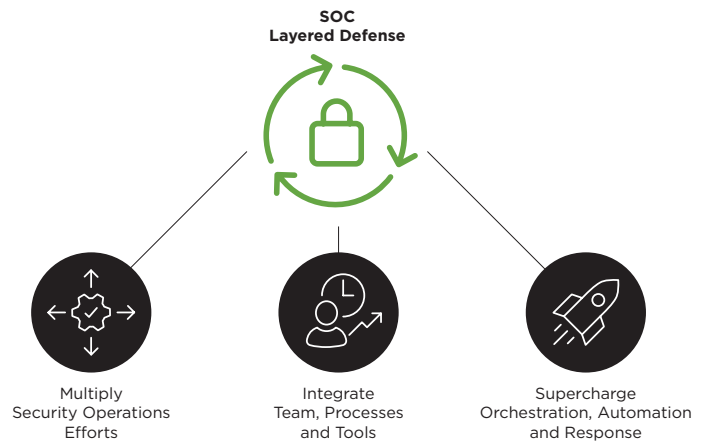 SOC
Layered Defense
Multiply
Security Operations
Efforts
Integrate
Team, Processes
and Tools
Supercharge
Orchestration, Automation
and Response